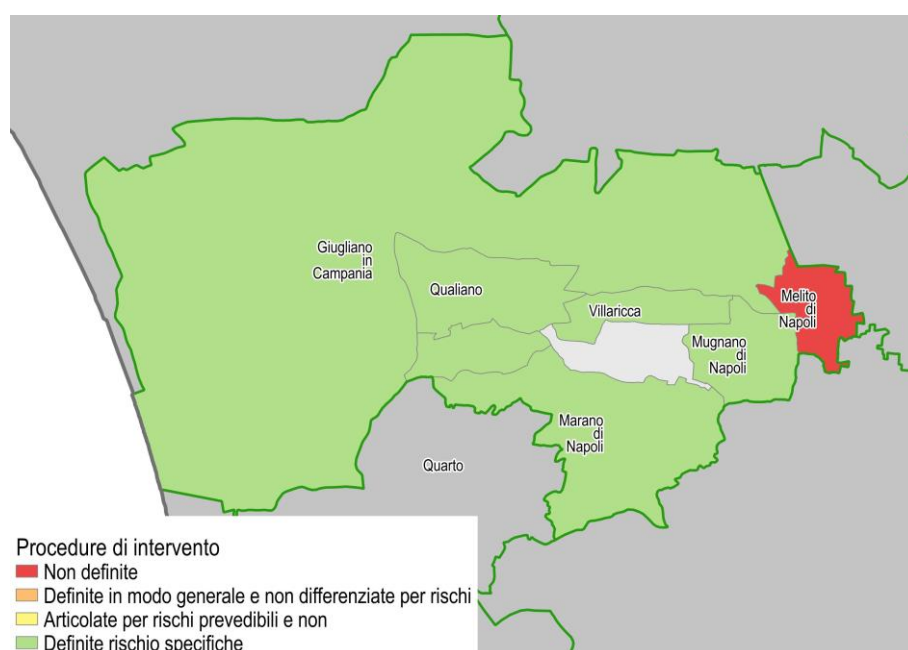 Giugliano
in
Campania
Qualiano
Villaricca
Melito
di
Napoli
Mugnano
di
Napoli
Marano
di
Napoli
Quarto
Procedure di intervento
Non definite
Definite in modo generale e non differenziate per rischi
Articolate per rischi prevedibili e non
Definite rischio specifiche